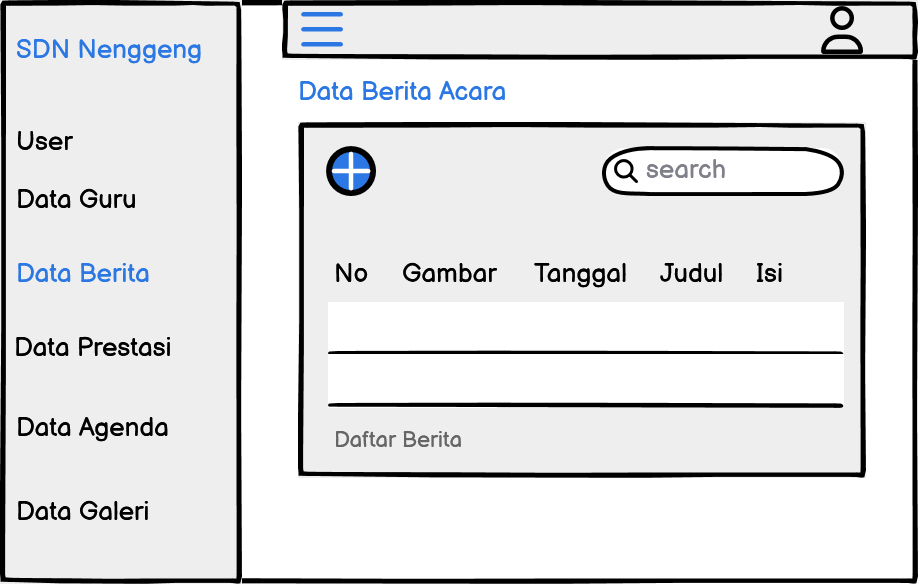 SDN Nenggeng
User
Data Guru
Data Berita
Data Prestasi
Data Agenda
Data Galeri
Data Berita Acara
search
No Gambar Tanggal Judul Isi
Daftar Berita